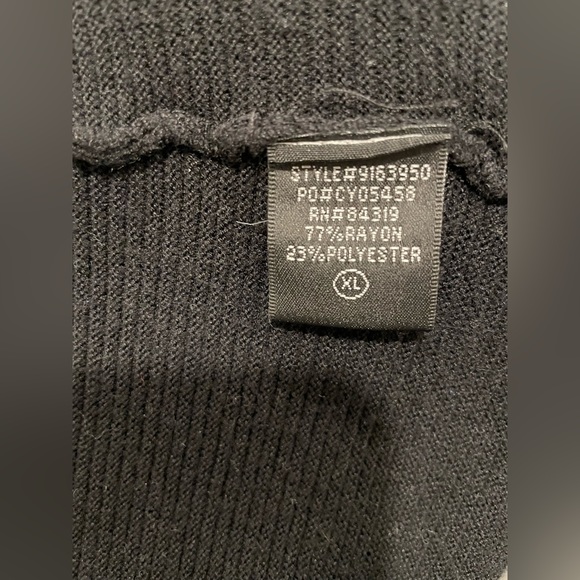 STYLE#9163950
PO#CY05458
RN#84319
77%RAYON
23%POLYESTER
XL